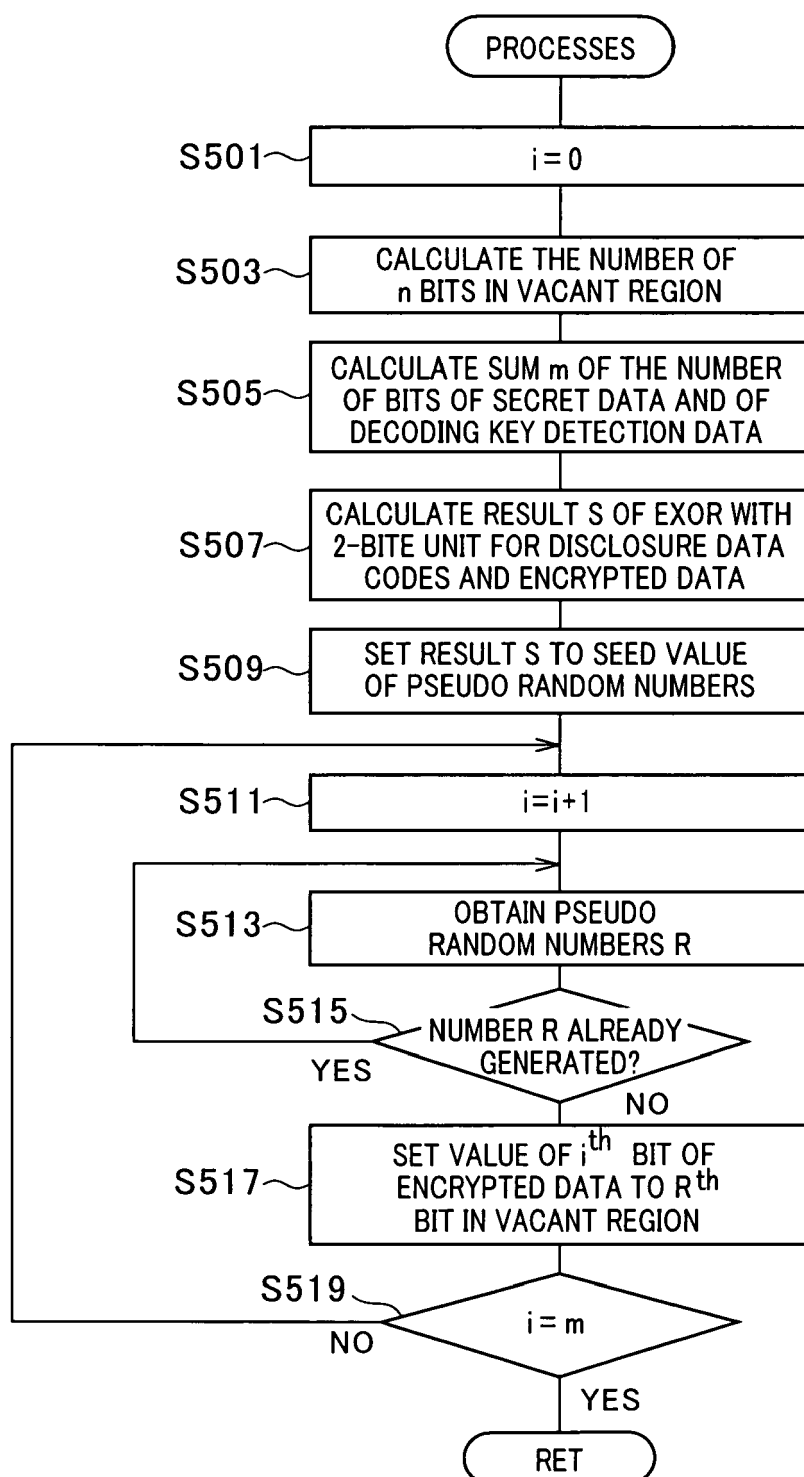 PROCESSES
S501
i=0
S503
CALCULATE THE NUMBER OF
n BITS IN VACANT REGION
S505
CALCULATE SUM m OF THE NUMBER
OF BITS OF SECRET DATA AND OF
DECODING KEY DETECTION DATA
S507
CALCULATE RESULT S OF EXOR WITH
2-BITE UNIT FOR DISCLOSURE DATA
CODES AND ENCRYPTED DATA
S509
SET RESULT S TO SEED VALUE
OF PSEUDO RANDOM NUMBERS
S511
i=i+1
S513
OBTAIN PSEUDO
RANDOM NUMBERS R
S515
NUMBER R ALREADY
GENERATED?
YES
NO
S517
SET VALUE OF i^th BIT OF
ENCRYPTED DATA TO R^th
BIT IN VACANT REGION
S519
i=m
NO
YES
RET